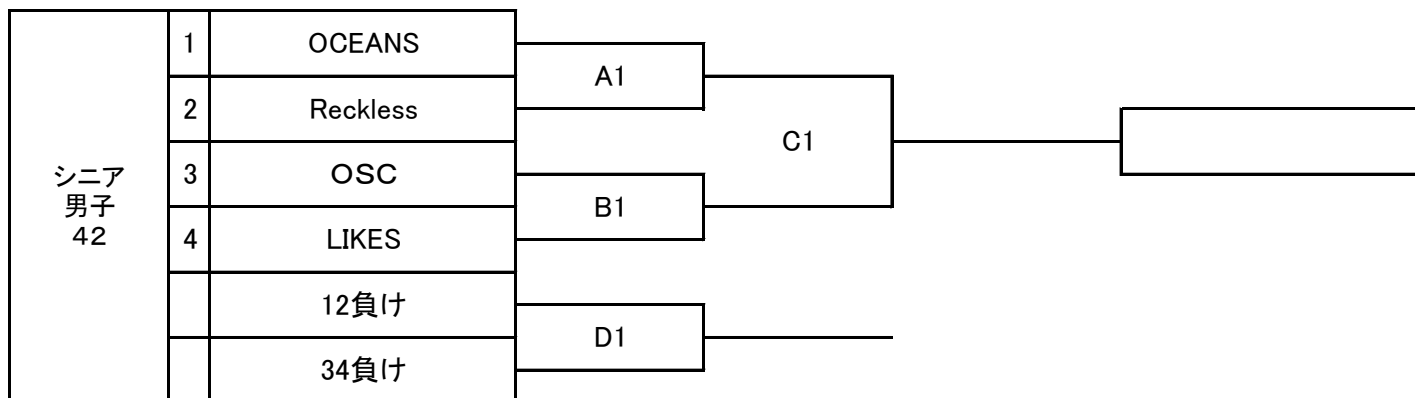 シニア
男子
４２
1
OCEANS
2
Reckless
3
ＯＳＣ
4
LIKES
12負け
34負け
A1
B1
C1
D1